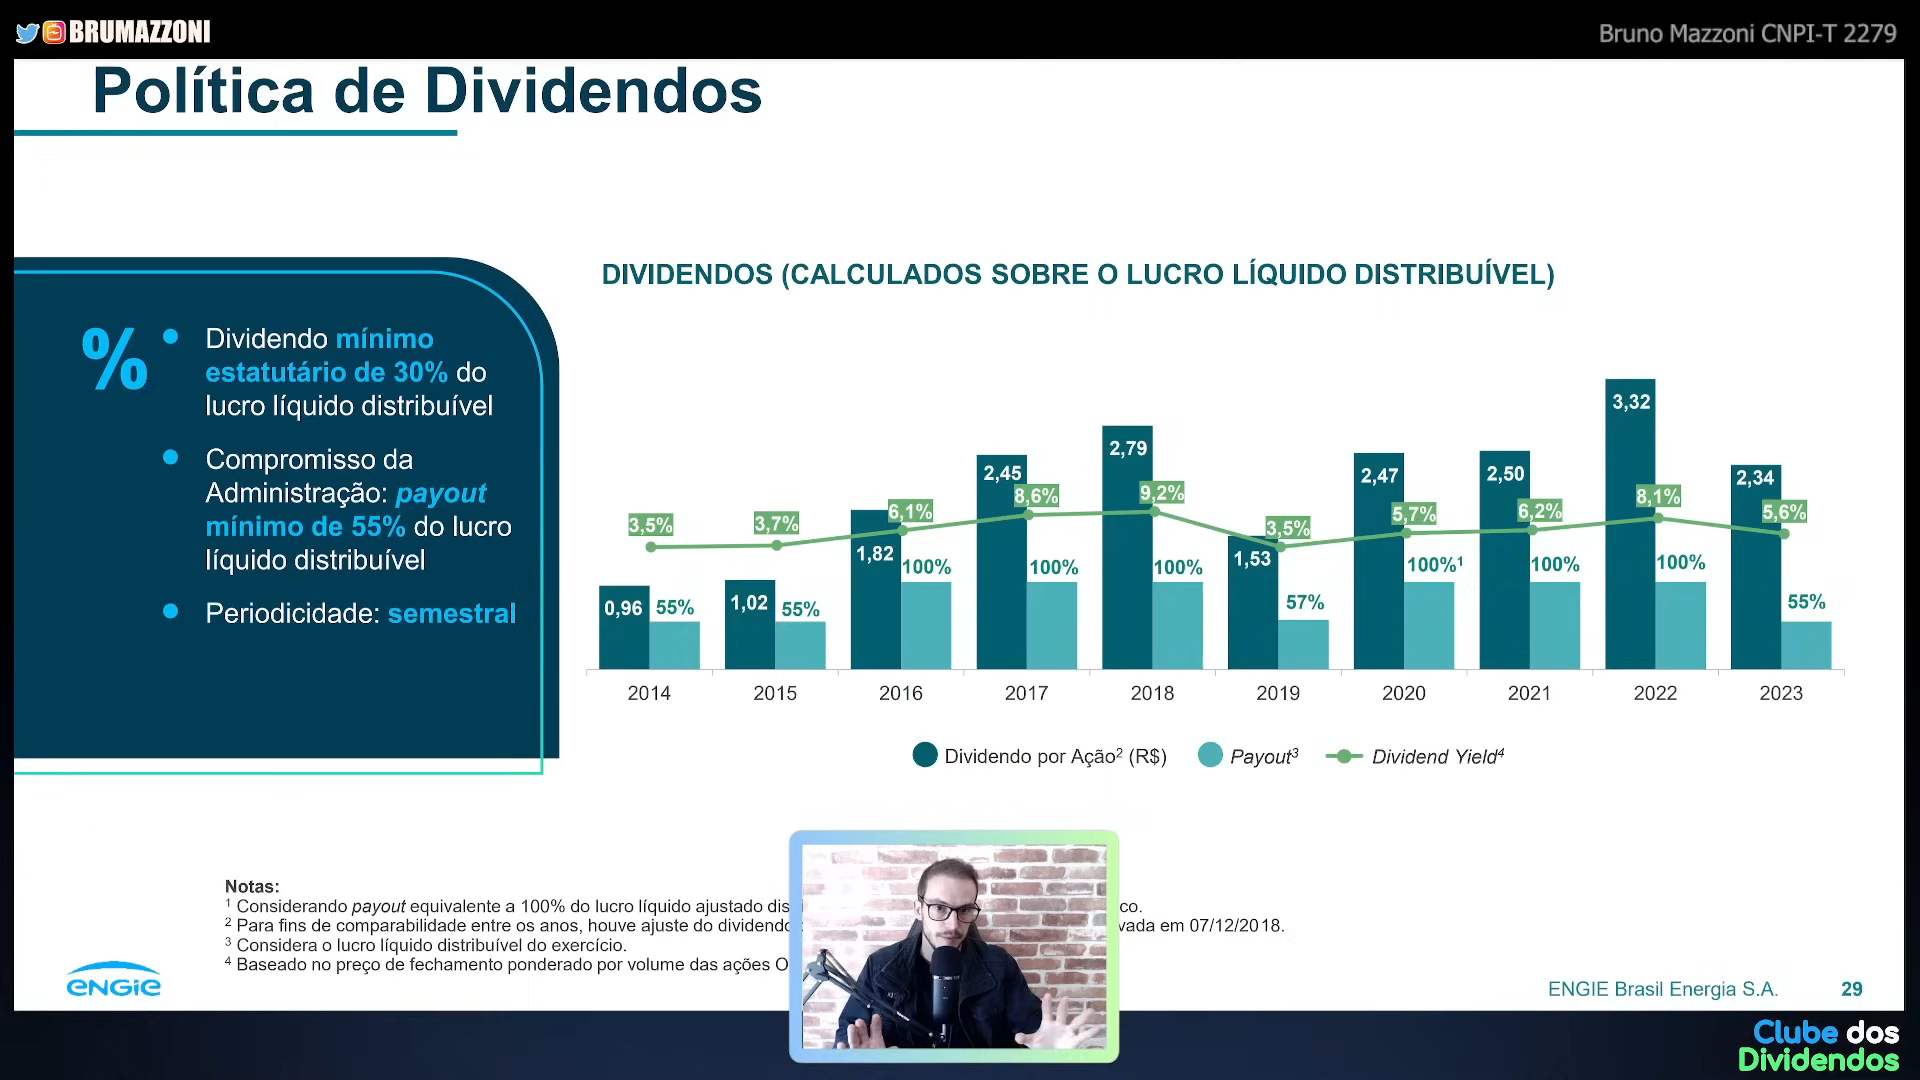 BRUMAZZONI
Bruno Mazzoni CNPI-T 2279
Política de Dividendos
%
Dividendo mínimo
estatutário de 30% do
lucro líquido distribuível
Compromisso da
Administração: payout
mínimo de 55% do lucro
líquido distribuível
Periodicidade: semestral
DIVIDENDOS (CALCULADOS SOBRE O LUCRO LÍQUIDO DISTRIBUÍVEL)
3,5% 3,7% 6,1% 8,6% 9,2% 3,5% 5,7% 6,2% 8,1% 5,6%
0,96 1,02 1,82 2,45 2,79 1,53 2,47 2,50 3,32 2,34
55% 55% 100% 100% 100% 57% 100%¹ 100% 100% 55%
2014 2015 2016 2017 2018 2019 2020 2021 2022 2023
Dividendo por Ação² (R$) Payout³ Dividend Yield⁴
Notas:
¹ Considerando payout equivalente a 100% do lucro líquido ajustado
² Para fins de comparabilidade entre os anos, houve ajuste do dividendo em 07/12/2018.
³ Considera o lucro líquido distribuível do exercício.
⁴ Baseado no preço de fechamento ponderado por volume das ações
ENGIE
ENGIE Brasil Energia S.A. 29
Clube dos
Dividendos